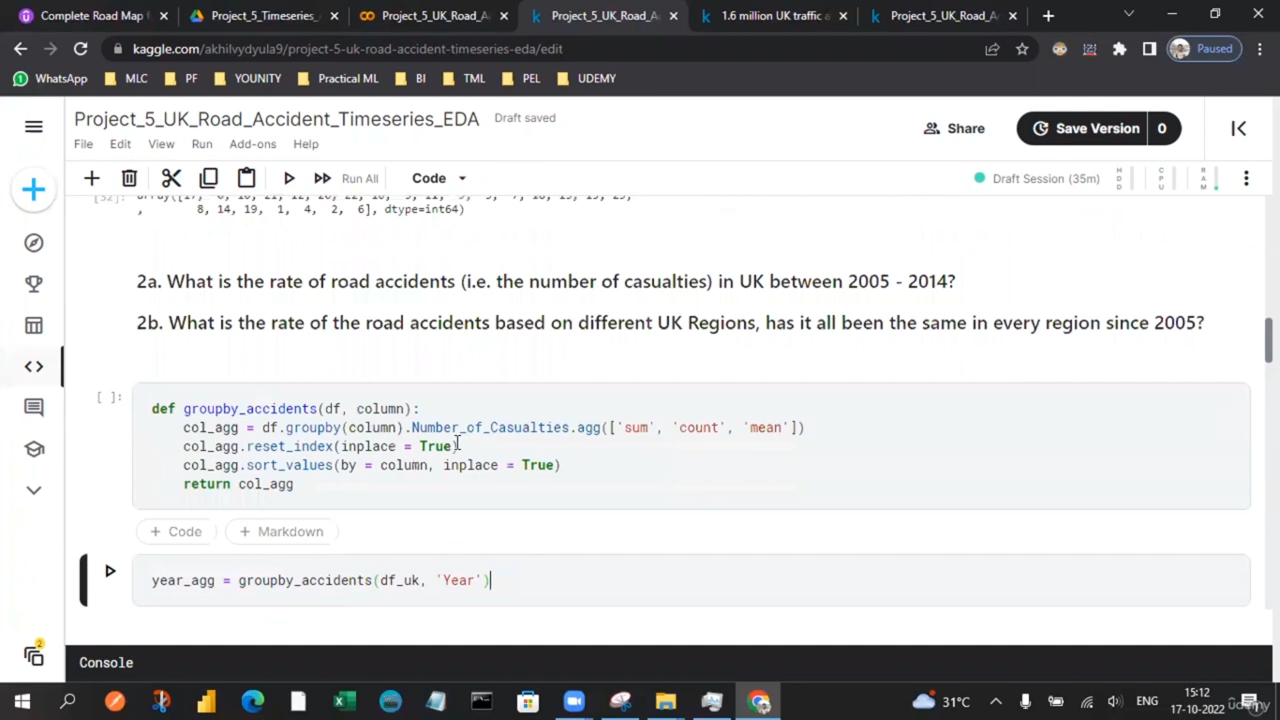 Complete Road Map
Project_5_Timeseries_
Project_5_UK_Road_A
Project_5_UK_Road_A
1.6 million UK traffic a
Project_5_UK_Road_A
kaggle.com/akhilvydyula9/project-5-uk-road-accident-timeseries-eda/edit
Paused
WhatsApp
MLC
PF
YOUNITY
Practical ML
BI
TML
PEL
UDEMY
Project_5_UK_Road_Accident_Timeseries_EDA
Draft saved
Share
Save Version
0
File Edit View Run Add-ons Help
Run All
Code
Draft Session (35m)
HDD
CPU
RAM
, 8, 14, 19, 1, 4, 2, 6], dtype=int64)
2a. What is the rate of road accidents (i.e. the number of casualties) in UK between 2005 - 2014?
2b. What is the rate of the road accidents based on different UK Regions, has it all been the same in every region since 2005?
[ ]:
def groupby_accidents(df, column):
col_agg = df.groupby(column).Number_of_Casualties.agg(['sum', 'count', 'mean'])
col_agg.reset_index(inplace = True)
col_agg.sort_values(by = column, inplace = True)
return col_agg
+ Code
+ Markdown
year_agg = groupby_accidents(df_uk, 'Year')
Console
2
31°C
ENG
15:12
17-10-2022
Udemy